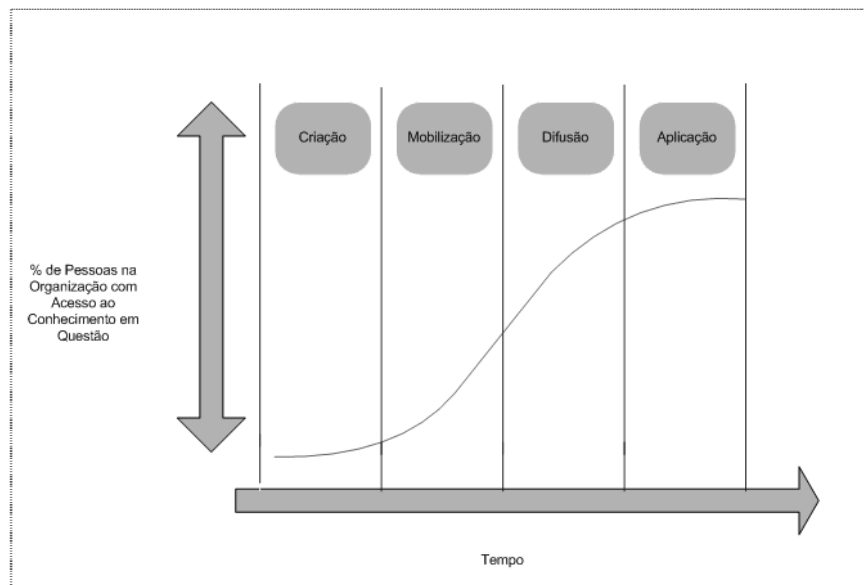 Criação
Mobilização
Difusão
Aplicação
% de Pessoas na
Organização com
Acesso ao
Conhecimento em
Questão
Tempo